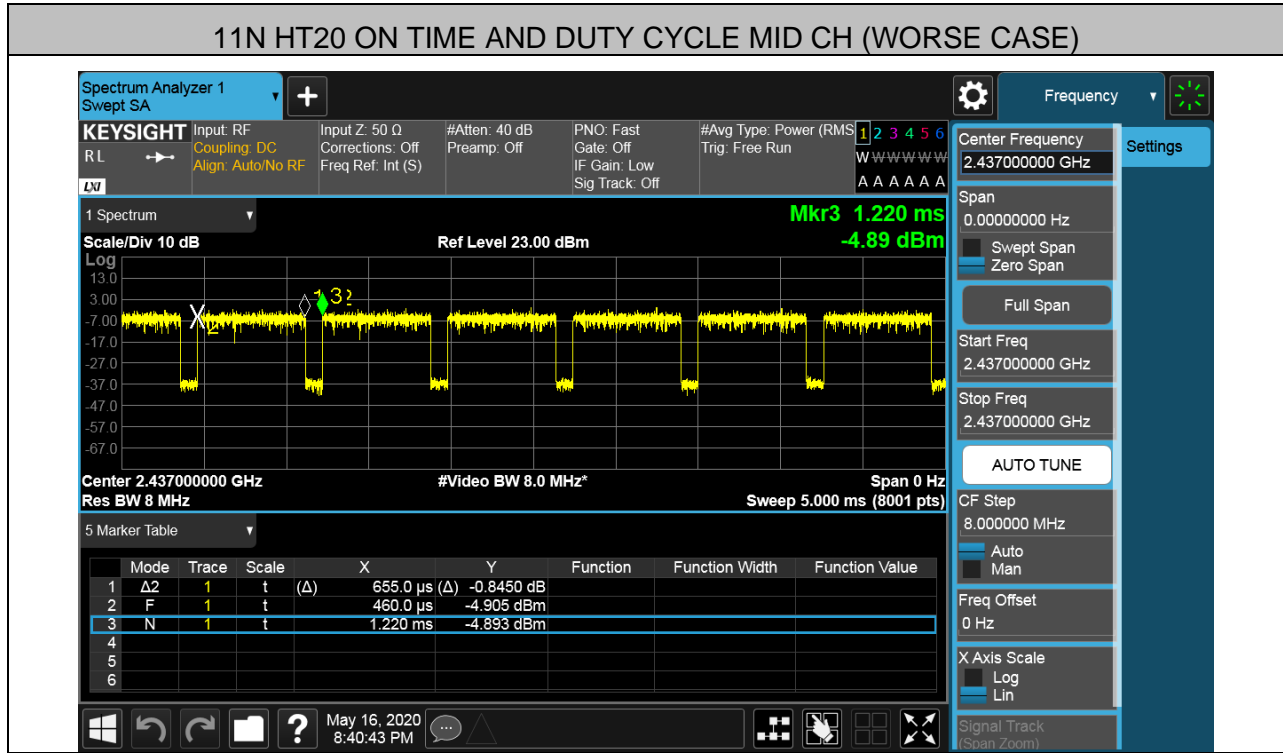 11N HT20 ON TIME AND DUTY CYCLE MID CH (WORSE CASE)
Spectrum Analyzer 1
Swept SA
Frequency
KEYSIGHT
RL
LXI
Input: RF
Coupling: DC
Align: Auto/No RF
Input Z: 50 Ω
Corrections: Off
Freq Ref: Int (S)
#Atten: 40 dB
Preamp: Off
PNO: Fast
Gate: Off
IF Gain: Low
Sig Track: Off
#Avg Type: Power (RMS
Trig: Free Run
1 2 3 4 5 6
W W W W W W
A A A A A A
1 Spectrum
Mkr3 1.220 ms
-4.89 dBm
Scale/Div 10 dB
Ref Level 23.00 dBm
Log
13.0
3.00
-7.00
-17.0
-27.0
-37.0
-47.0
-57.0
-67.0
X
3
Center 2.437000000 GHz
#Video BW 8.0 MHz*
Span 0 Hz
Res BW 8 MHz
Sweep 5.000 ms (8001 pts)
5 Marker Table
Mode Trace Scale X Y Function Function Width Function Value
1 Δ2 1 t (Δ) 655.0 µs (Δ) -0.8450 dB
2 F 1 t 460.0 µs -4.905 dBm
3 N 1 t 1.220 ms -4.893 dBm
4
5
6
May 16, 2020
8:40:43 PM
Center Frequency
2.437000000 GHz
Settings
Span
0.00000000 Hz
Swept Span
Zero Span
Full Span
Start Freq
2.437000000 GHz
Stop Freq
2.437000000 GHz
AUTO TUNE
CF Step
8.000000 MHz
Auto
Man
Freq Offset
0 Hz
X Axis Scale
Log
Lin
Signal Track
(Span Zoom)